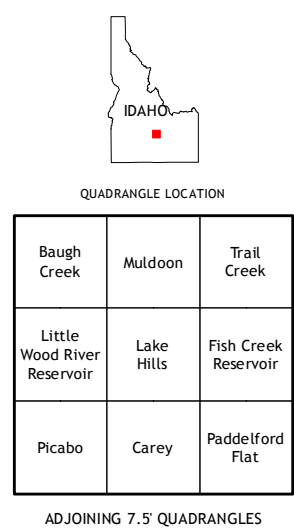 IDAHO
QUADRANGLE LOCATION
Baugh
Creek
Muldoon
Trail
Creek
Little
Wood River
Reservoir
Lake
Hills
Fish Creek
Reservoir
Picabo
Carey
Paddelford
Flat
ADJOINING 7.5' QUADRANGLES